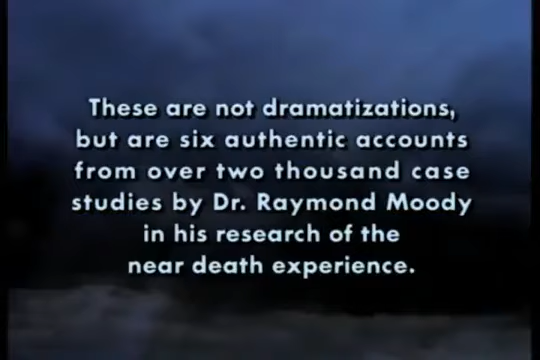 These are not dramatizations,
but are six authentic accounts
from over two thousand case
studies by Dr. Raymond Moody
in his research of the
near death experience.